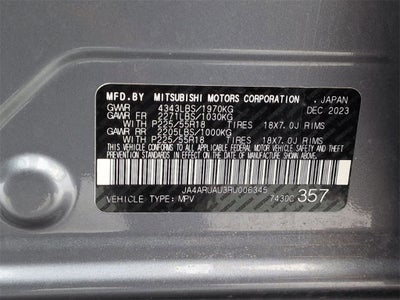 MFD.BY MITSUBISHI MOTORS CORPORATION , JAPAN
GVWR 4343LBS/1970KG DEC 2023
GAWR FR 2271LBS/1030KG
WITH P225/55R18 TIRES 18X7.0J RIMS
GAWR RR 2205LBS/1000KG
WITH P225/55R18 TIRES 18X7.0J RIMS
THIS VEHICLE CONFORMS TO ALL APPLICABLE FEDERAL
MOTOR VEHICLE SAFETY, BUMPER, AND THEFT PREVENTION
STANDARDS IN EFFECT ON THE DATE OF MANUFACTURE
SHOWN ABOVE.
JA4ARUAU3RU006345
VEHICLE TYPE: MPV 7430C 357